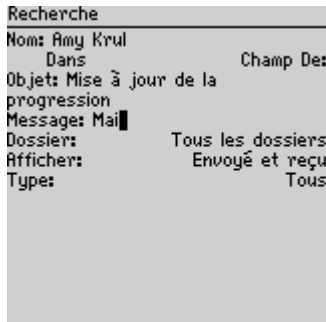 Recherche
Nom: Amy Krul
Dans Champ De:
Objet: Mise à jour de la
progression
Message: Mai
Dossier: Tous les dossiers
Afficher: Envoyé et reçu
Type: Tous